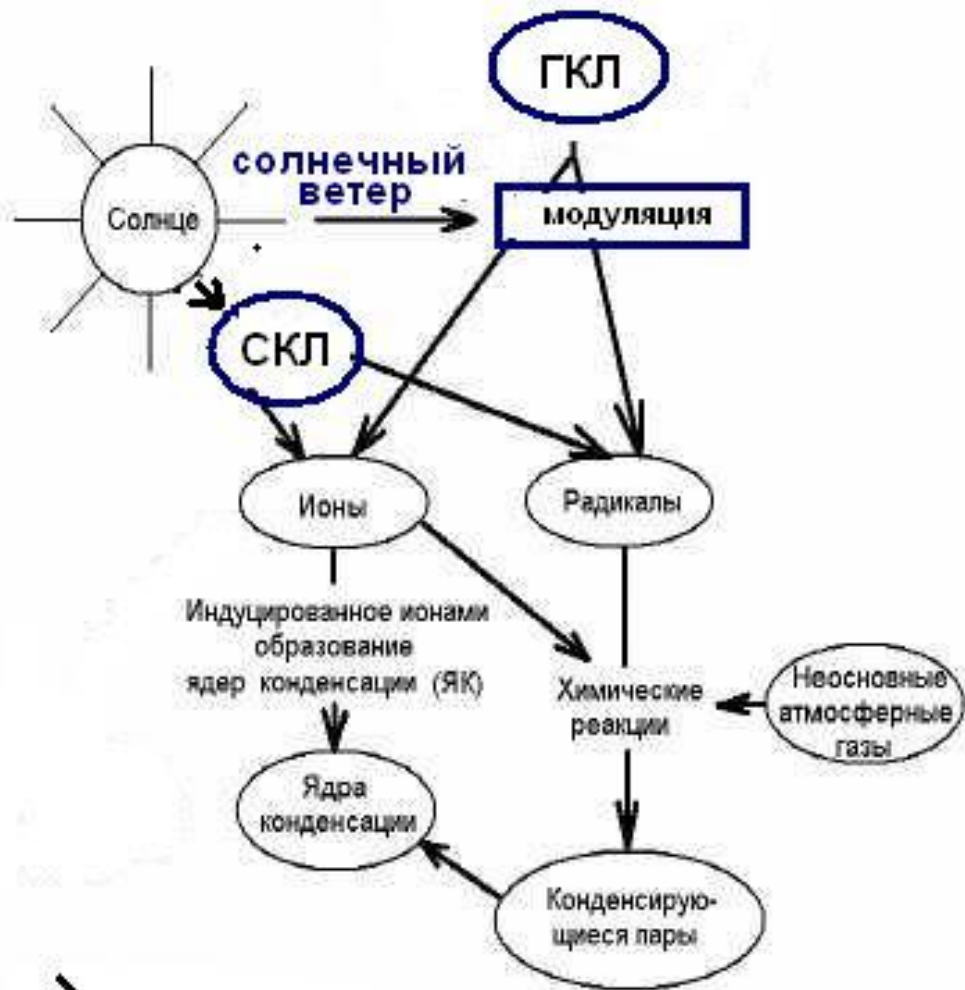 ГКЛ
солнечный
ветер
Солнце
модуляция
СКЛ
Ионы
Радикалы
Индуцированное ионами
образование
ядер конденсации (ЯК)
Химические
реакции
Неосновные
атмосферные
газы
Ядра
конденсации
Конденсирую-
щиеся пары